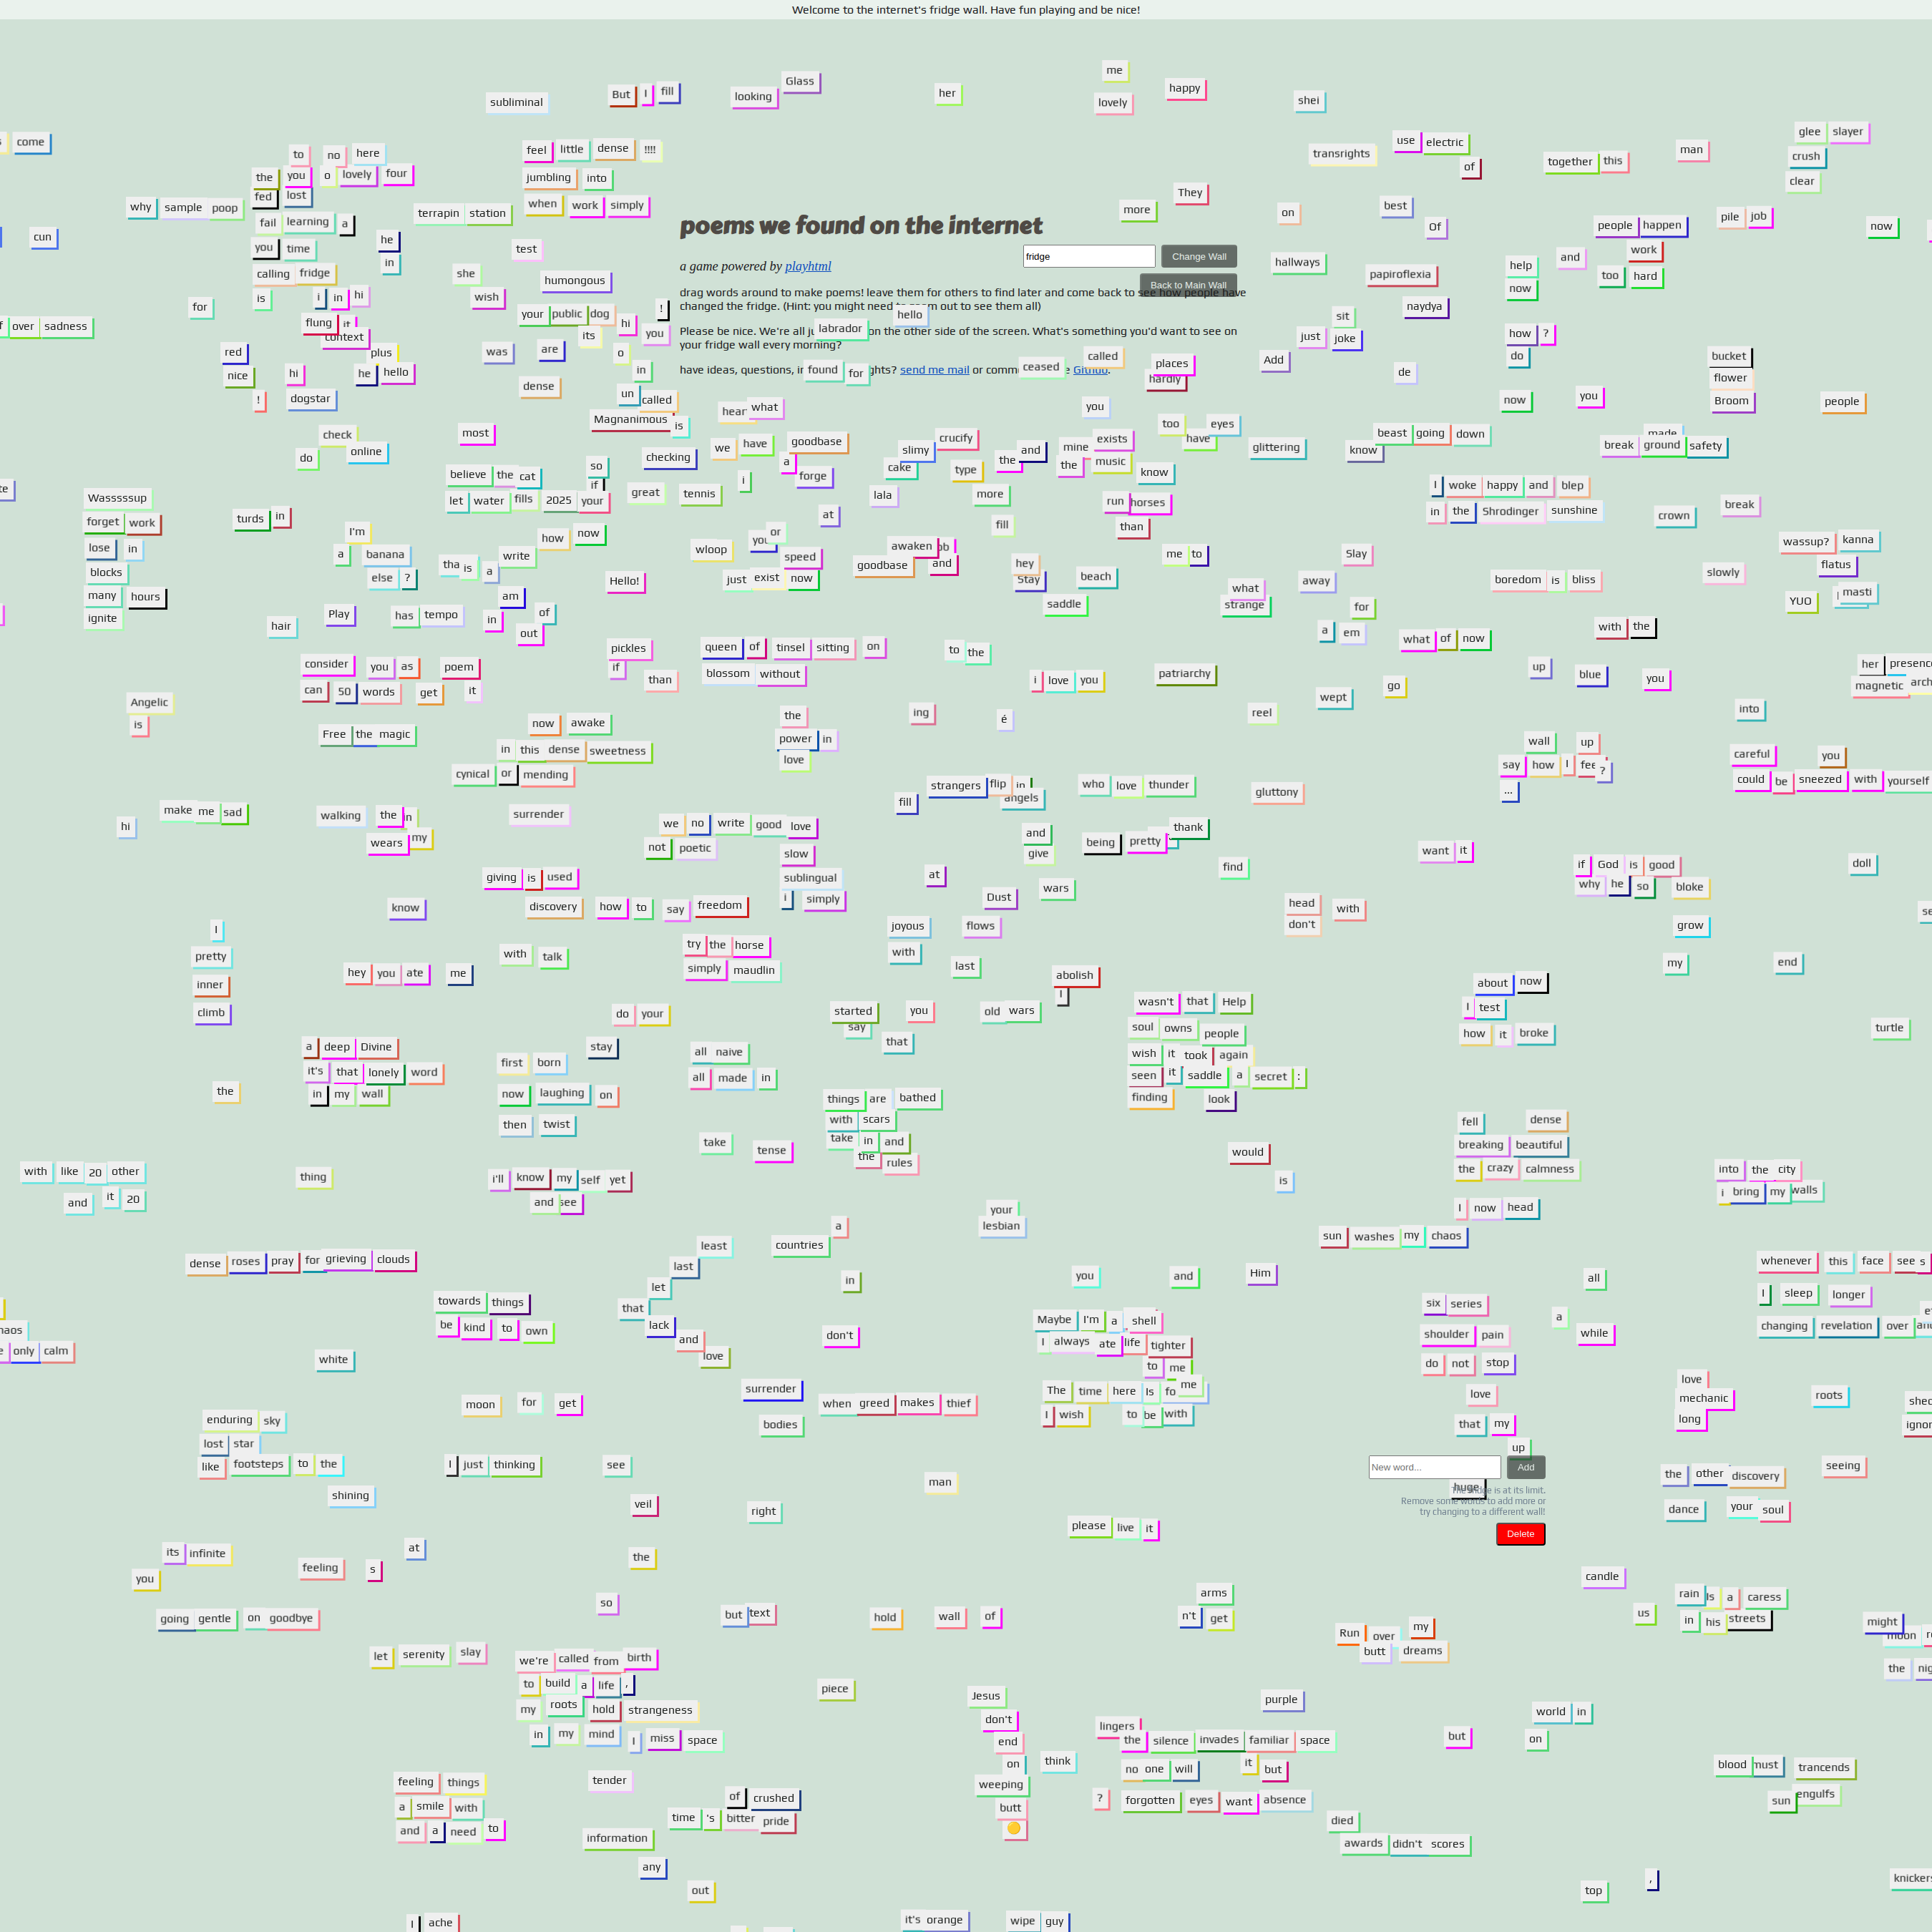 Welcome to the internet's fridge wall. Have fun playing and be nice!
me
Glass
happy
subliminal But I fill looking her lovely shei
come
glee slayer
to no here feel little dense !!!! transrights use electric together this man crush
the you o lovely four jumbling into of clear
fed lost
why sample poop terrapin station when work simply more They on best
fail learning a poems we found on the internet Of people happen pile job now
cun you time he test a game powered by playhtml fridge Change Wall hallways and work
calling fridge in she humongous Back to Main Wall papiroflexia help too hard
drag words around to make poems! leave them for others to find later and come back to see how people have
for is i in hi wish now
changed the fridge. (Hint: you might need to zoom out to see them all)
over sadness flung it your public dog hi ! labrador hello sit naydya
context its you
Please be nice. We're all just on the other side of the screen. What's something you'd want to see on
your fridge wall every morning?
just joke how ?
red plus was are o called places Add do bucket
nice hi he hello in found for ceased hardly de flower
have ideas, questions, send me mail or GitHub.
! dogstar dense un called heart what you now you Broom people
Magnanimous is
check most we have goodbase slimy crucify mine exists too have eyes beast going down made
do online checking a cake type the and the music know glittering know break ground safety
believe the cat so if i forge
let water fills 2025 your great tennis lala more run horses I woke happy and blep
Wasssssup in the Shrodinger sunshine break
forget work turds in at fill than crown
I'm how now or
lose in a banana write wloop awaken me to Slay wassup? kanna
blocks else ? is a speed goodbase and hey flatus
many hours am Hello! just exist now Stay beach what away boredom is bliss slowly
ignite Play has tempo in of saddle strange for YUO masti
hair out a em with the
pickles queen of tinsel sitting on to the what of now
consider you as poem if blossom without patriarchy up her presence
can 50 words get it than i love you go blue you magnetic
Angelic wept
is the ing é reel into
Free the magic now awake power in wall up
in this dense sweetness love say how I ? careful you
cynical or mending strangers flip in who love thunder ... could be sneezed with yourself
make me sad walking the in surrender fill angels gluttony
hi wears my we no write good love and being pretty thank
not poetic slow give want it
giving is used sublingual at find if God is good doll
know discovery how to say freedom i simply Dust wars why he so bloke
I head with
pretty with talk try the horse joyous flows don't grow
inner hey you ate me simply maudlin with last my end
climb abolish about now
do your started you old wars I wasn't that Help I test
say soul owns people how it broke turtle
a deep Divine stay all naive that wish it took again
it's that lonely word first born all made in seen it saddle a secret :
the in my wall now laughing on things are bathed finding look
then twist with scars fell dense
take tense take in and breaking beautiful
the rules would the crazy calmness into the city
with like 20 other thing i'll know my self yet is i bring my walls
and it 20 and see your I now head
lesbian
a sun washes my chaos
dense roses pray for grieving clouds least countries whenever this face see s
last in you and Him all
let I sleep longer
towards things that six series a
be kind to own lack don't Maybe I'm a shell shoulder pain while changing revelation over
only calm and I always ate life tighter
white love to me do not stop
surrender The time here Is me love love
moon for get when greed makes thief I wish to be with mechanic roots
enduring sky bodies that my long
lost star up
like footsteps to the I just thinking see New word... Add the other discovery seeing
shining man huge
The fridge is at its limit.
Remove some words to add more or
try changing to a different wall!
veil right dance your soul
please live it Delete
its infinite at the
you feeling s candle
so arms rain Is a caress
going gentle on goodbye but text hold wall of n't get us in his streets
Run over my might
let serenity slay we're called from birth butt dreams moon
to build a life , the
my roots hold strangeness piece Jesus purple
in my mind I miss space don't lingers world in
end the silence invades familiar space but on
feeling things tender on think no one will it but blood must trancends
a smile with of crushed weeping ? forgotten eyes want absence sun engulfs
and a need to time 's bitter pride butt
information died
awards didn't scores
any
out top , knickers
I ache it's orange wipe guy